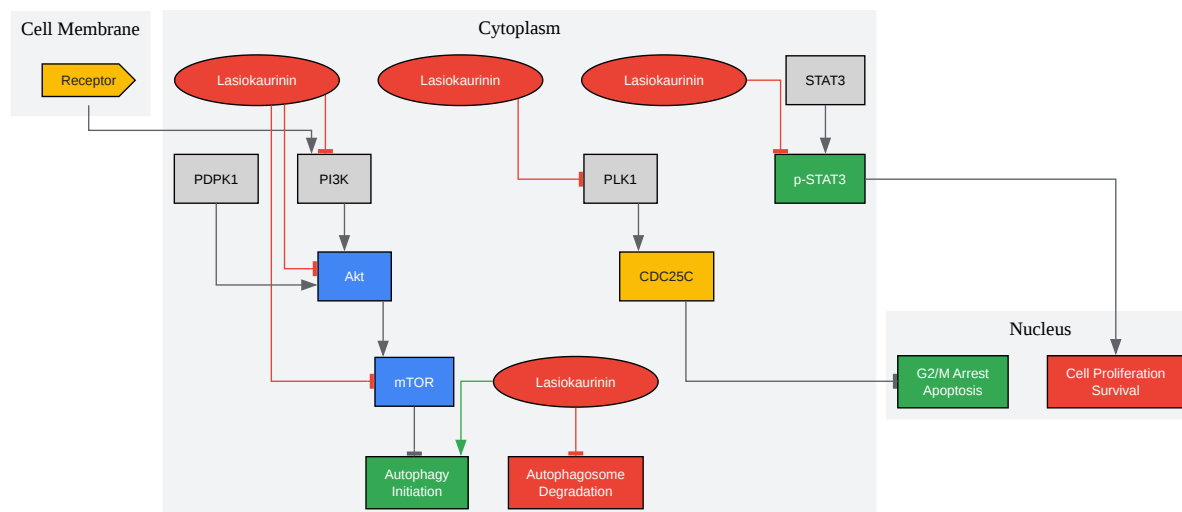 Cell Membrane
Cytoplasm
Receptor
Lasiokaurinin
Lasiokaurinin
Lasiokaurinin
STAT3
PDPK1
PI3K
PLK1
p-STAT3
Akt
CDC25C
Nucleus
mTOR
Lasiokaurinin
G2/M Arrest
Apoptosis
Cell Proliferation
Survival
Autophagy
Initiation
Autophagosome
Degradation